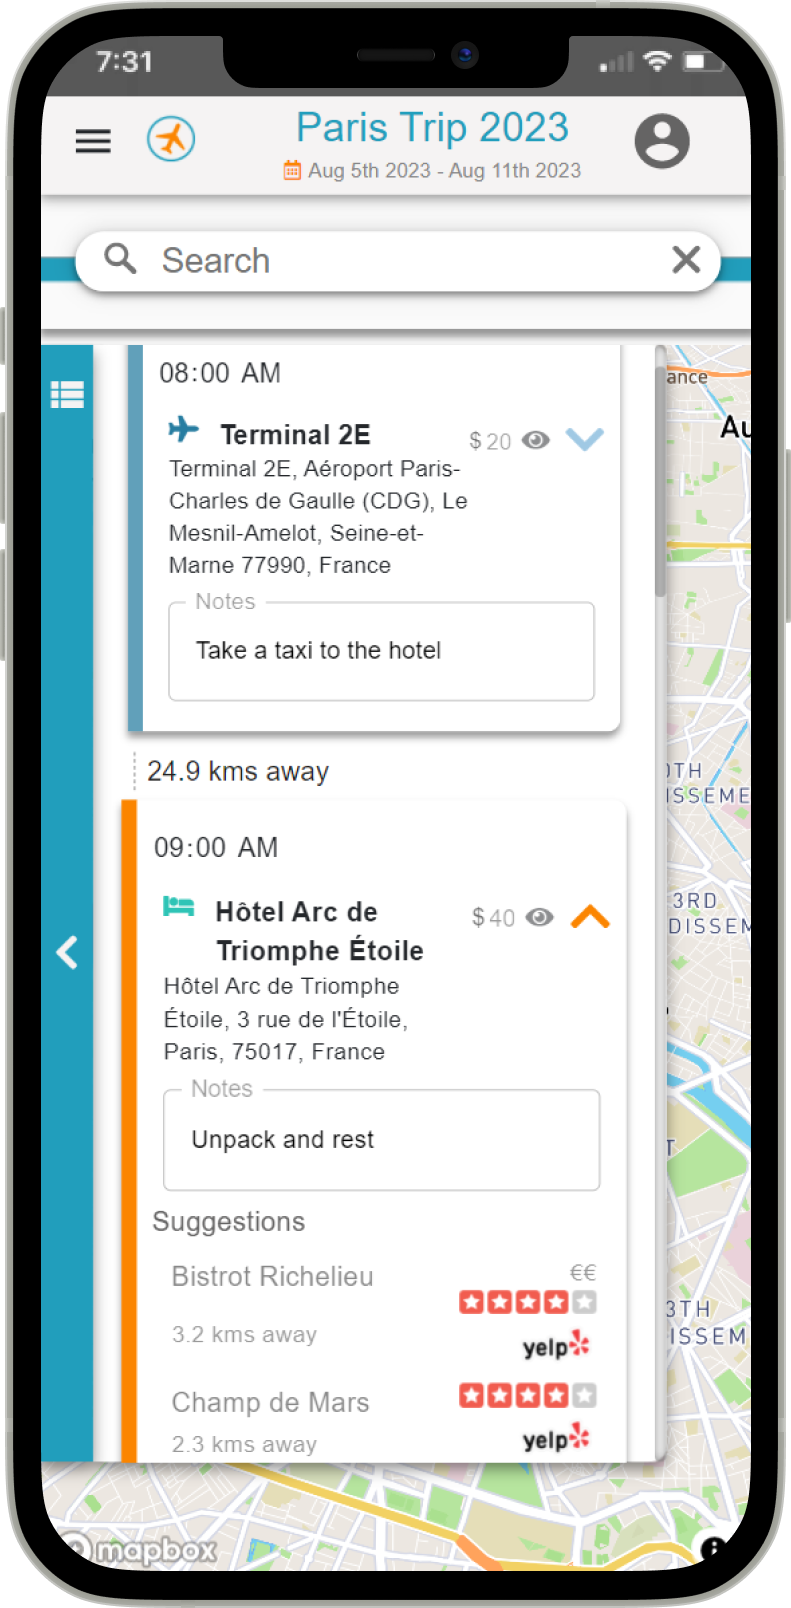 7:31
Paris Trip 2023
Aug 5th 2023 - Aug 11th 2023
Search
08:00 AM
Terminal 2E
$ 20
Terminal 2E, Aéroport Paris-
Charles de Gaulle (CDG), Le
Mesnil-Amelot, Seine-et-
Marne 77990, France
Notes
Take a taxi to the hotel
24.9 kms away
09:00 AM
Hôtel Arc de
Triomphe Étoile
$ 40
Hôtel Arc de Triomphe
Étoile, 3 rue de l'Étoile,
Paris, 75017, France
Notes
Unpack and rest
Suggestions
Bistrot Richelieu
€€
3.2 kms away
yelp
Champ de Mars
2.3 kms away
yelp
ance
Au
TH
ISSEME
3RD
DISSEM
T
3TH
ISSEM
mapbox